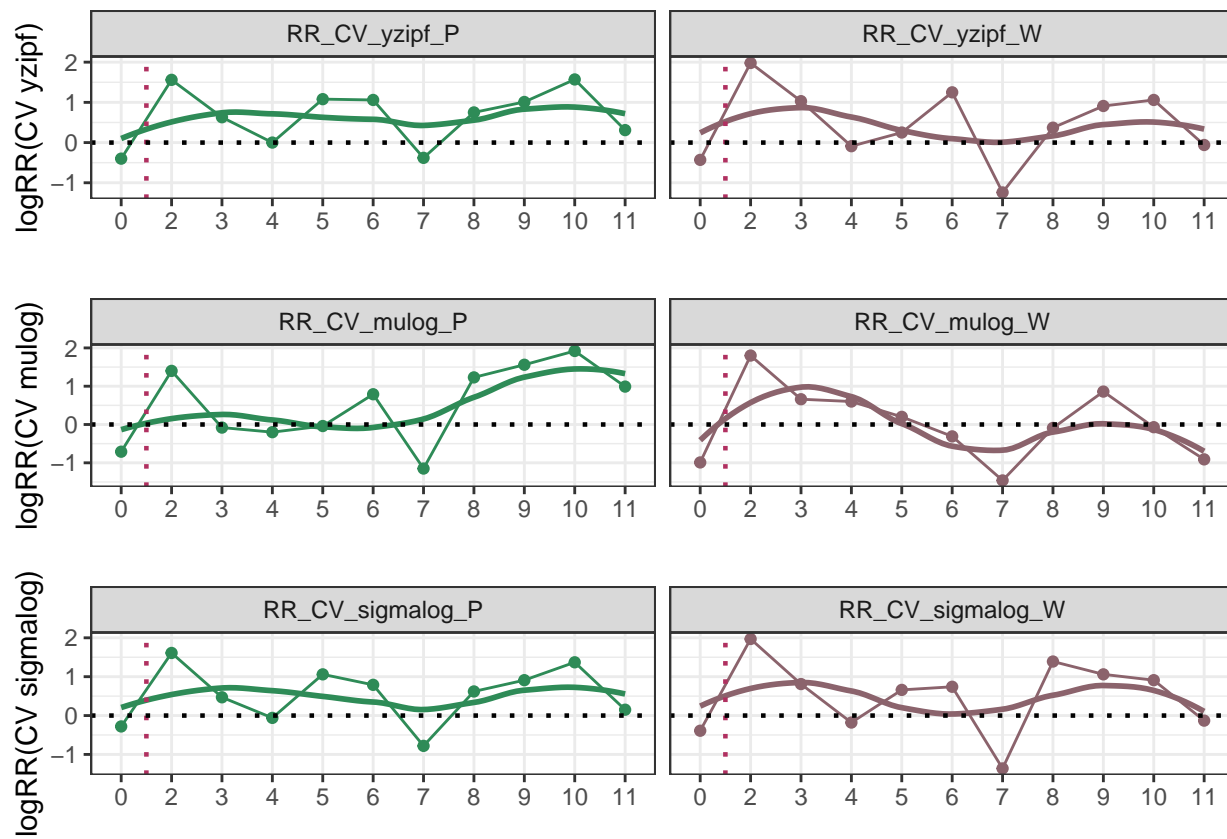 RR_CV_yzipf_P RR_CV_yzipf_W
logRR(CV yzipf)
2
1
0
−1
0 2 3 4 5 6 7 8 9 10 11 0 2 3 4 5 6 7 8 9 10 11
RR_CV_mulog_P RR_CV_mulog_W
logRR(CV mulog)
2
1
0
−1
0 2 3 4 5 6 7 8 9 10 11 0 2 3 4 5 6 7 8 9 10 11
RR_CV_sigmalog_P RR_CV_sigmalog_W
logRR(CV sigmalog)
2
1
0
−1
0 2 3 4 5 6 7 8 9 10 11 0 2 3 4 5 6 7 8 9 10 11